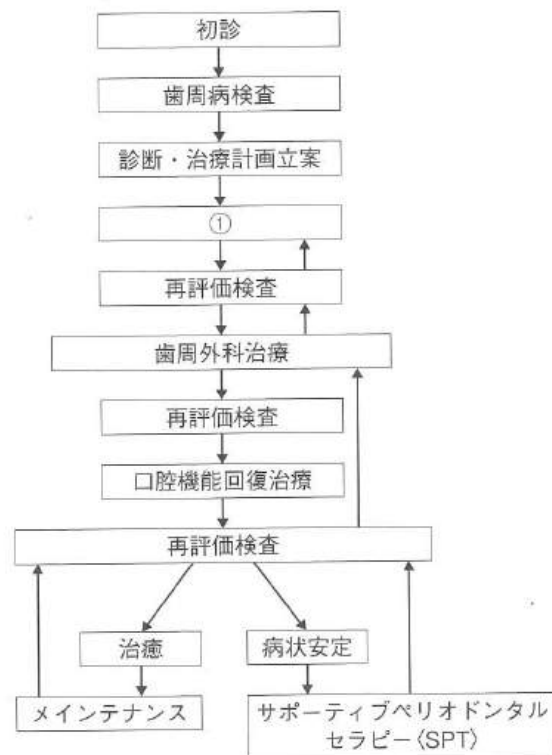 初診
歯周病検査
診断・治療計画立案
①
再評価検査
歯周外科治療
再評価検査
口腔機能回復治療
再評価検査
治癒
病状安定
メインテナンス
サポーティブペリオドンタル
セラピー〈SPT〉